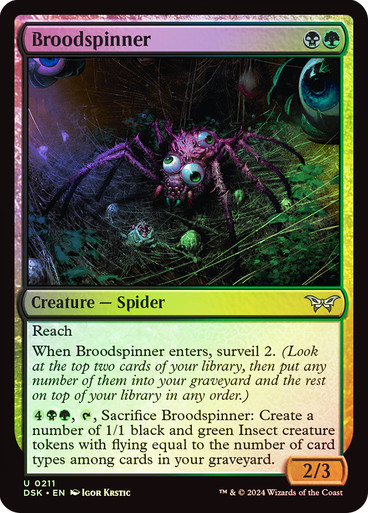 Broodspinner
Creature — Spider
Reach
When Broodspinner enters, surveil 2. (Look
at the top two cards of your library, then put any
number of them into your graveyard and the rest
on top of your library in any order.)
4, Sacrifice Broodspinner: Create a
number of 1/1 black and green Insect creature
tokens with flying equal to the number of card
types among cards in your graveyard.
2/3
U 0211
DSK • EN Igor Krstic
™ & © 2024 Wizards of the Coast